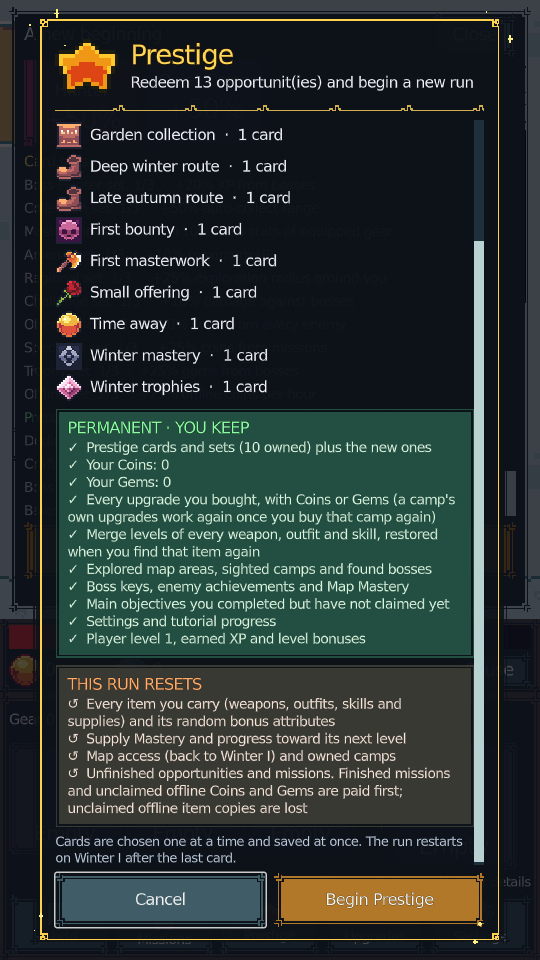 Prestige
Redeem 13 opportunit(ies) and begin a new run
Garden collection · 1 card
Deep winter route · 1 card
Late autumn route · 1 card
First bounty · 1 card
First masterwork · 1 card
Small offering · 1 card
Time away · 1 card
Winter mastery · 1 card
Winter trophies · 1 card
PERMANENT · YOU KEEP
✓ Prestige cards and sets (10 owned) plus the new ones
✓ Your Coins: 0
✓ Your Gems: 0
✓ Every upgrade you bought, with Coins or Gems (a camp's
own upgrades work again once you buy that camp again)
✓ Merge levels of every weapon, outfit and skill, restored
when you find that item again
✓ Explored map areas, sighted camps and found bosses
✓ Boss keys, enemy achievements and Map Mastery
✓ Main objectives you completed but have not claimed yet
✓ Settings and tutorial progress
✓ Player level 1, earned XP and level bonuses
THIS RUN RESETS
↺ Every item you carry (weapons, outfits, skills and
supplies) and its random bonus attributes
↺ Supply Mastery and progress toward its next level
↺ Map access (back to Winter I) and owned camps
↺ Unfinished opportunities and missions. Finished missions
and unclaimed offline Coins and Gems are paid first;
unclaimed offline item copies are lost
Cards are chosen one at a time and saved at once. The run restarts
on Winter I after the last card.
Cancel
Begin Prestige